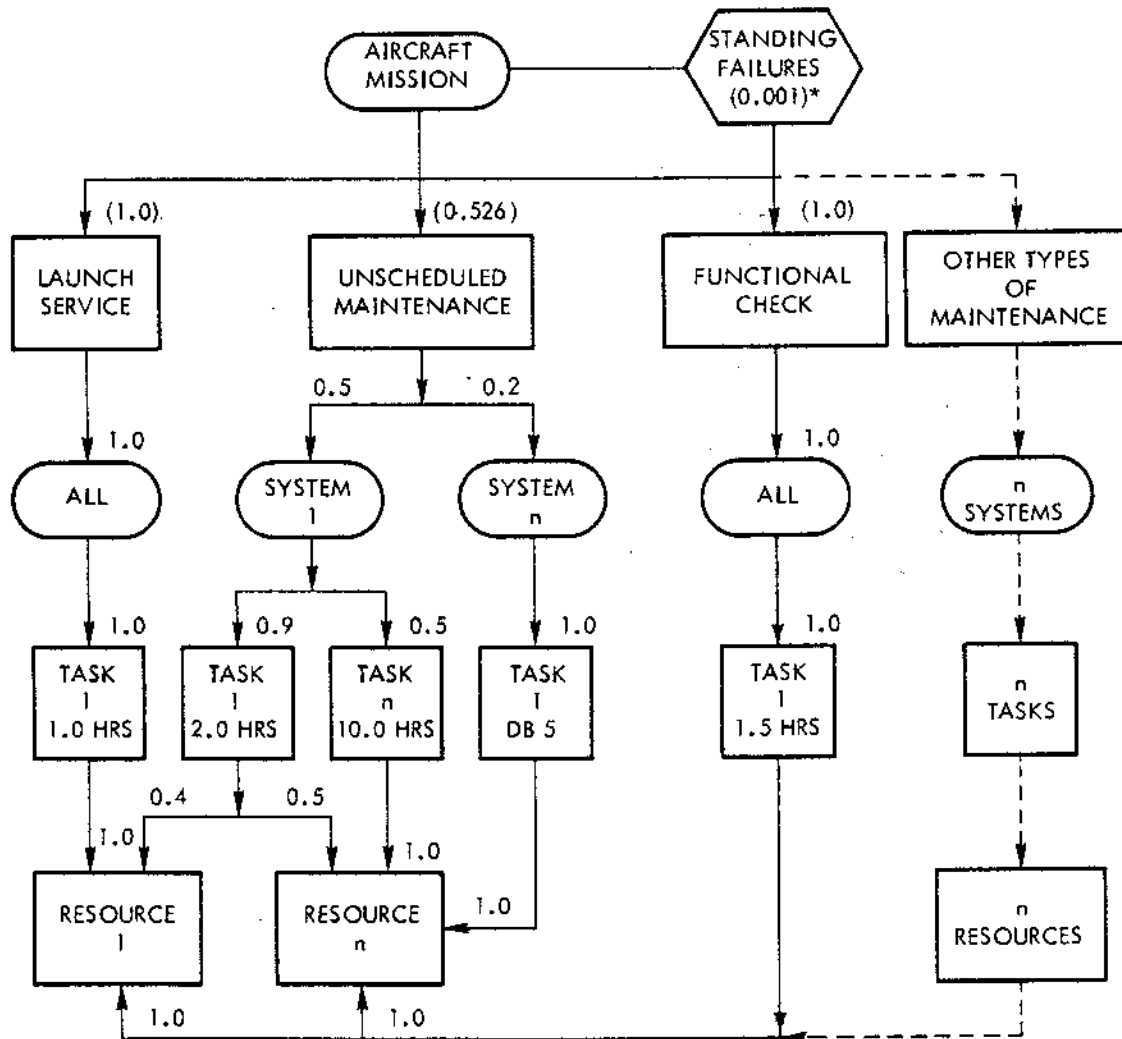 AIRCRAFT
MISSION
STANDING
FAILURES
(0.001)*
(1.0)
(0.526)
(1.0)
LAUNCH
SERVICE
UNSCHEDULED
MAINTENANCE
FUNCTIONAL
CHECK
OTHER TYPES
OF
MAINTENANCE
0.5
0.2
1.0
1.0
ALL
SYSTEM
1
SYSTEM
n
ALL
n
SYSTEMS
1.0
0.9
0.5
1.0
1.0
TASK
1
1.0 HRS
TASK
1
2.0 HRS
TASK
n
10.0 HRS
TASK
1
DB 5
TASK
1
1.5 HRS
n
TASKS
0.4
0.5
1.0
1.0
1.0
RESOURCE
1
RESOURCE
n
n
RESOURCES
1.0
1.0